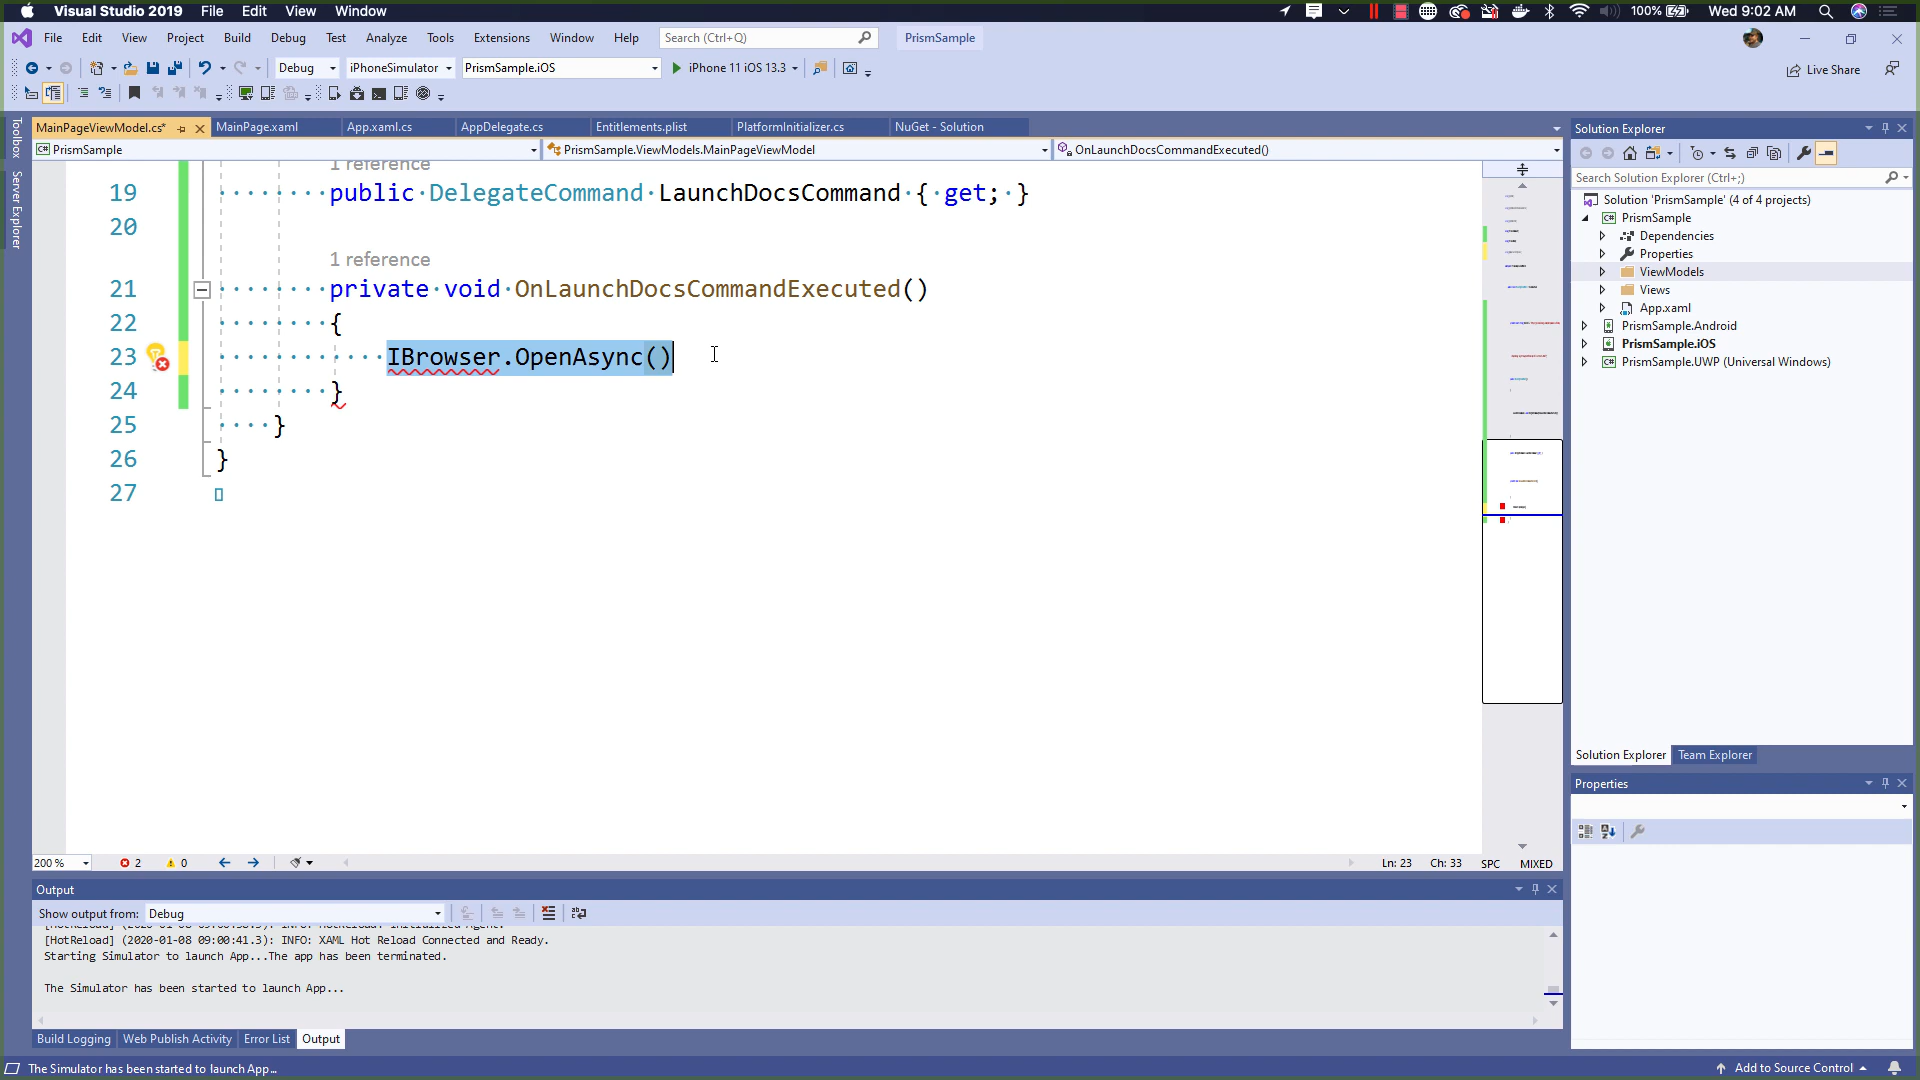 Visual Studio 2019 File Edit View Window 100% Wed 9:02 AM
File Edit View Project Build Debug Test Analyze Tools Extensions Window Help Search (Ctrl+Q) PrismSample
Debug iPhoneSimulator PrismSample.iOS iPhone 11 iOS 13.3 Live Share
MainPageViewModel.cs* MainPage.xaml App.xaml.cs AppDelegate.cs Entitlements.plist PlatformInitializer.cs NuGet - Solution
PrismSample PrismSample.ViewModels.MainPageViewModel OnLaunchDocsCommandExecuted()
Toolbox
Server Explorer
1 reference
19 public DelegateCommand LaunchDocsCommand { get; }
20
1 reference
21 private void OnLaunchDocsCommandExecuted()
22 {
23 IBrowser.OpenAsync()
24 }
25 }
26 }
27
200 % 2 0 Ln: 23 Ch: 33 SPC MIXED
Solution Explorer
Search Solution Explorer (Ctrl+;)
Solution 'PrismSample' (4 of 4 projects)
PrismSample
Dependencies
Properties
ViewModels
Views
App.xaml
PrismSample.Android
PrismSample.iOS
PrismSample.UWP (Universal Windows)
Solution Explorer Team Explorer
Properties
Output
Show output from: Debug
[HotReload] (2020-01-08 09:00:41.3): INFO: XAML Hot Reload Connected and Ready.
Starting Simulator to launch App...The app has been terminated.
The Simulator has been started to launch App...
Build Logging Web Publish Activity Error List Output
The Simulator has been started to launch App... Add to Source Control